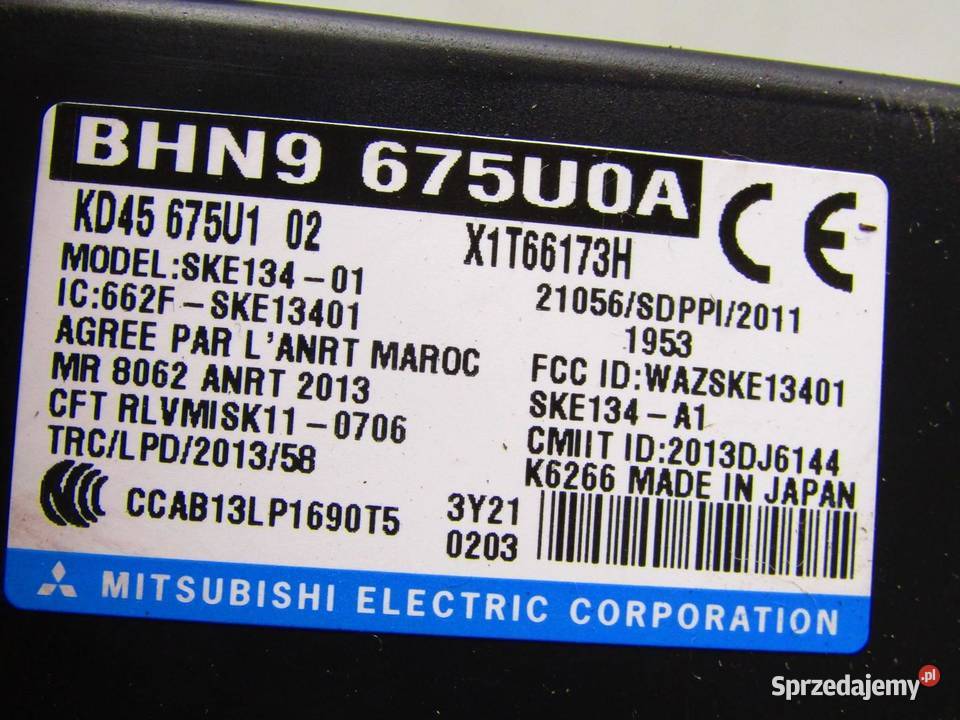 BHN9 675U0A
KD45 675U1 02
X1T66173H
MODEL:SKE134-01
IC:662F-SKE13401
AGREE PAR L'ANRT MAROC
MR 8062 ANRT 2013
CFT RLVMISK11-0706
TRC/LPD/2013/58
CCAB13LP1690T5
CE
21056/SDPPI/2011
1953
FCC ID:WAZSKE13401
SKE134-A1
CMIIT ID:2013DJ6144
K6266 MADE IN JAPAN
3Y21
0203
MITSUBISHI ELECTRIC CORPORATION
Sprzedajemy.pl